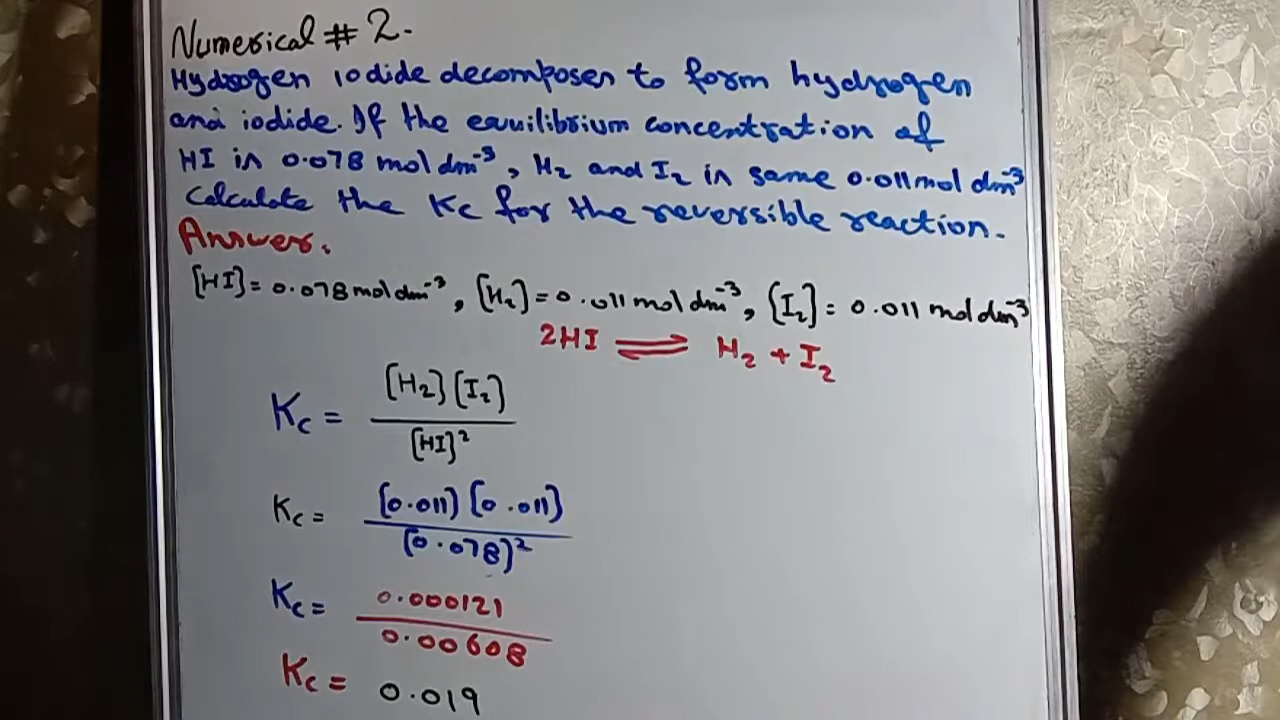 Numerical # 2.
Hydrogen iodide decomposes to form hydrogen
and iodide. If the equilibrium concentration of
HI is 0.078 mol dm⁻³, H₂ and I₂ is same 0.011 mol dm⁻³
Calculate the Kc for the reversible reaction.
Answer.
[HI] = 0.078 mol dm⁻³, [H₂] = 0.011 mol dm⁻³, [I₂] = 0.011 mol dm⁻³
2HI ⇌ H₂ + I₂
Kc = [H₂][I₂] / [HI]²
Kc = [0.011][0.011] / (0.078)²
Kc = 0.000121 / 0.00608
Kc = 0.019